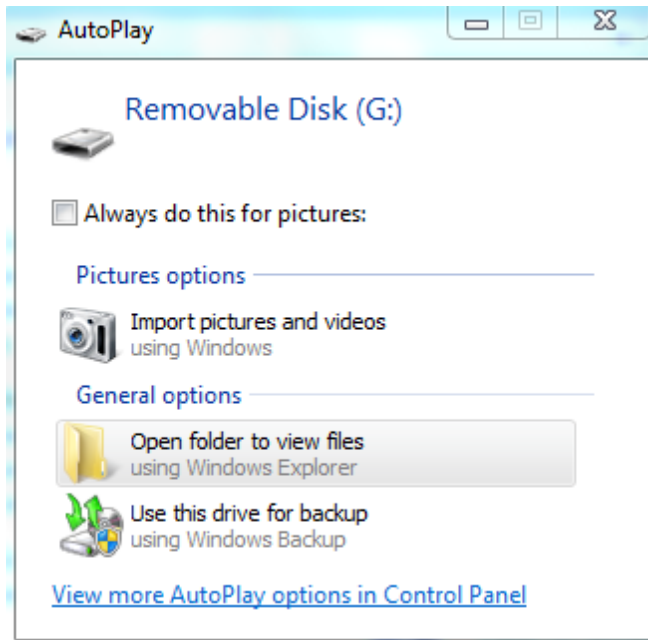 AutoPlay
Removable Disk (G:)
Always do this for pictures:
Pictures options
Import pictures and videos
using Windows
General options
Open folder to view files
using Windows Explorer
Use this drive for backup
using Windows Backup
View more AutoPlay options in Control Panel